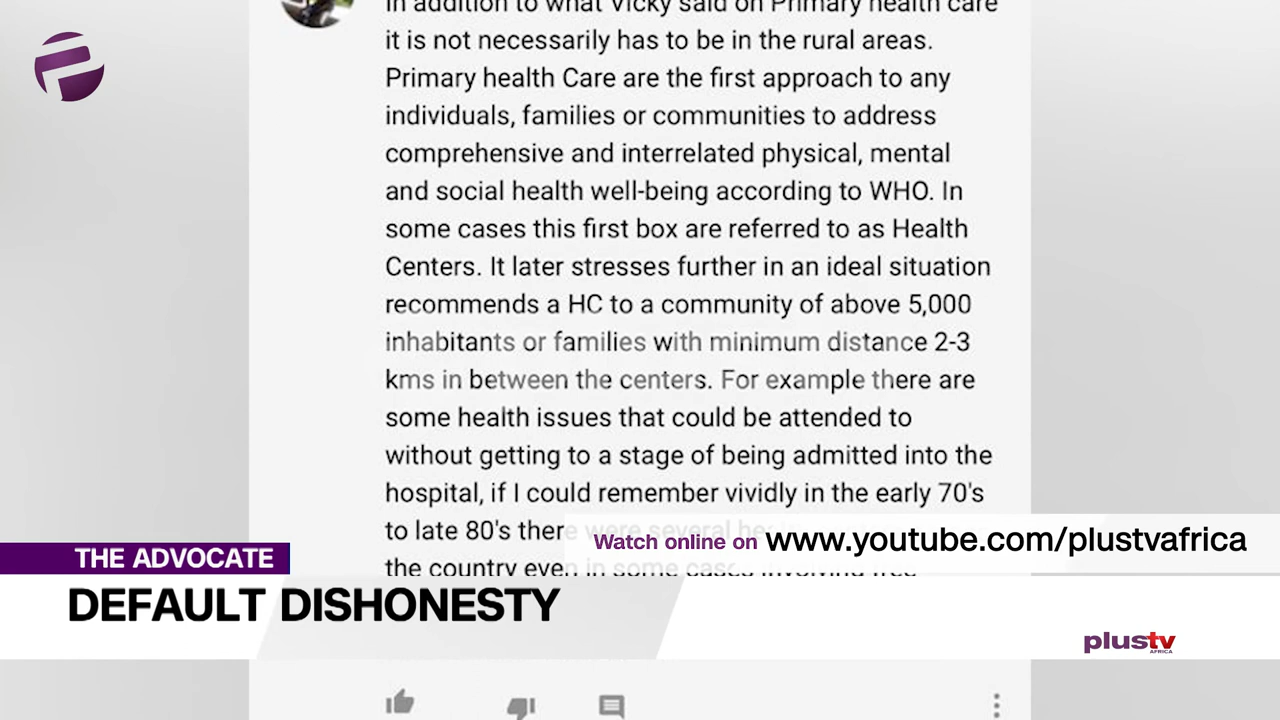 in addition to what Vicky said on Primary health care
it is not necessarily has to be in the rural areas.
Primary health Care are the first approach to any
individuals, families or communities to address
comprehensive and interrelated physical, mental
and social health well-being according to WHO. In
some cases this first box are referred to as Health
Centers. It later stresses further in an ideal situation
recommends a HC to a community of above 5,000
inhabitants or families with minimum distance 2-3
kms in between the centers. For example there are
some health issues that could be attended to
without getting to a stage of being admitted into the
hospital, if I could remember vividly in the early 70's
to late 80's there were several
the country even in some cases involving free
Watch online on www.youtube.com/plustvafrica
THE ADVOCATE
DEFAULT DISHONESTY
plustv
AFRICA